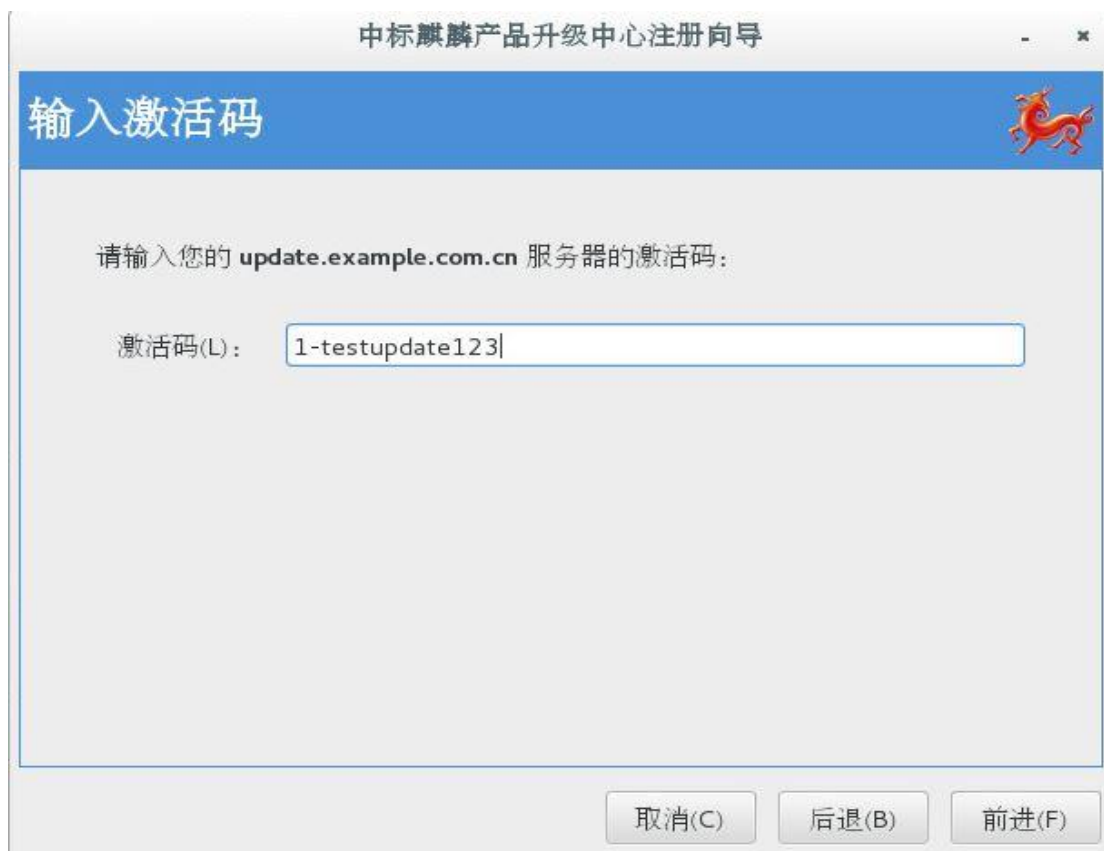 中标麒麟产品升级中心注册向导
输入激活码
请输入您的 update.example.com.cn 服务器的激活码：
激活码(L)： 1-testupdate123
取消(C) 后退(B) 前进(F)